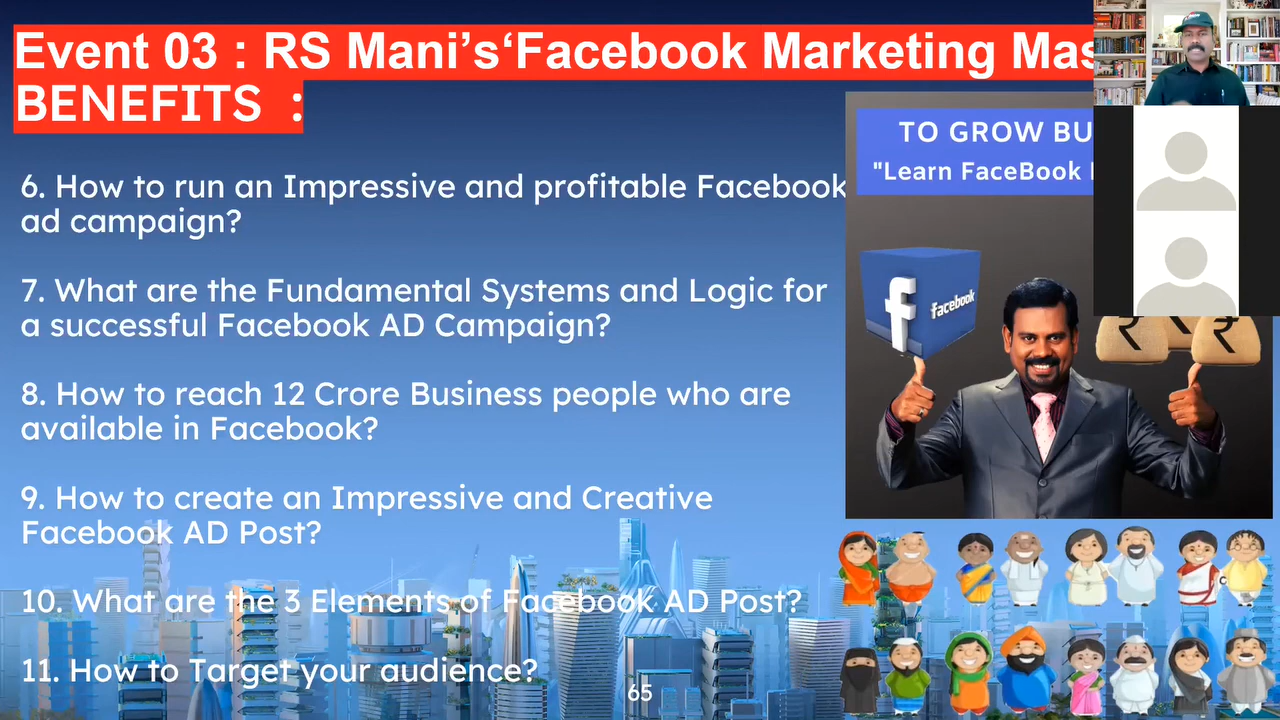 Event 03 : RS Mani’s‘Facebook Marketing Mas
BENEFITS :
6. How to run an Impressive and profitable Facebook
ad campaign?
7. What are the Fundamental Systems and Logic for
a successful Facebook AD Campaign?
8. How to reach 12 Crore Business people who are
available in Facebook?
9. How to create an Impressive and Creative
Facebook AD Post?
10. What are the 3 Elements of Facebook AD Post?
11. How to Target your audience?
65
TO GROW BU
"Learn FaceBook
f facebook
₹ ₹